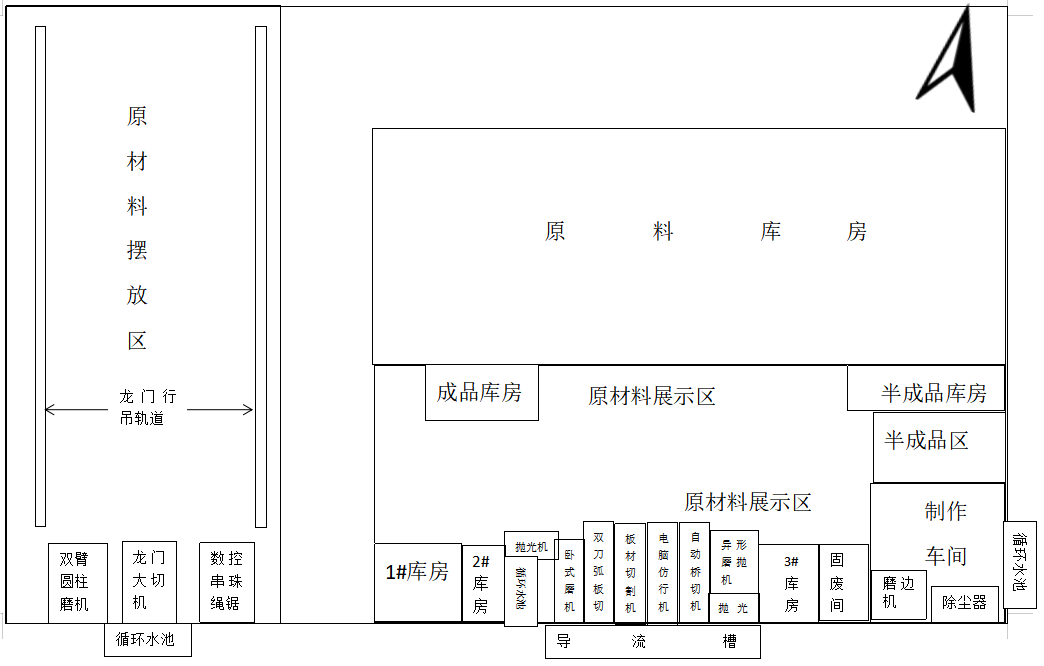 原材料摆放区
龙门行
吊轨道
双臂
圆柱
磨机
龙门
大切
机
数控
串珠
绳锯
循环水池
原料库房
成品库房
原材料展示区
半成品库房
半成品区
原材料展示区
制作
车间
1#库房
2#
库
房
抛光机
循环水池
卧式磨机
双刀弧板切
板材切割机
电脑仿行机
自动桥切机
异形
磨抛
机
抛光
3#
库
房
固
废
间
磨边
机
除尘器
循环水池
导流槽